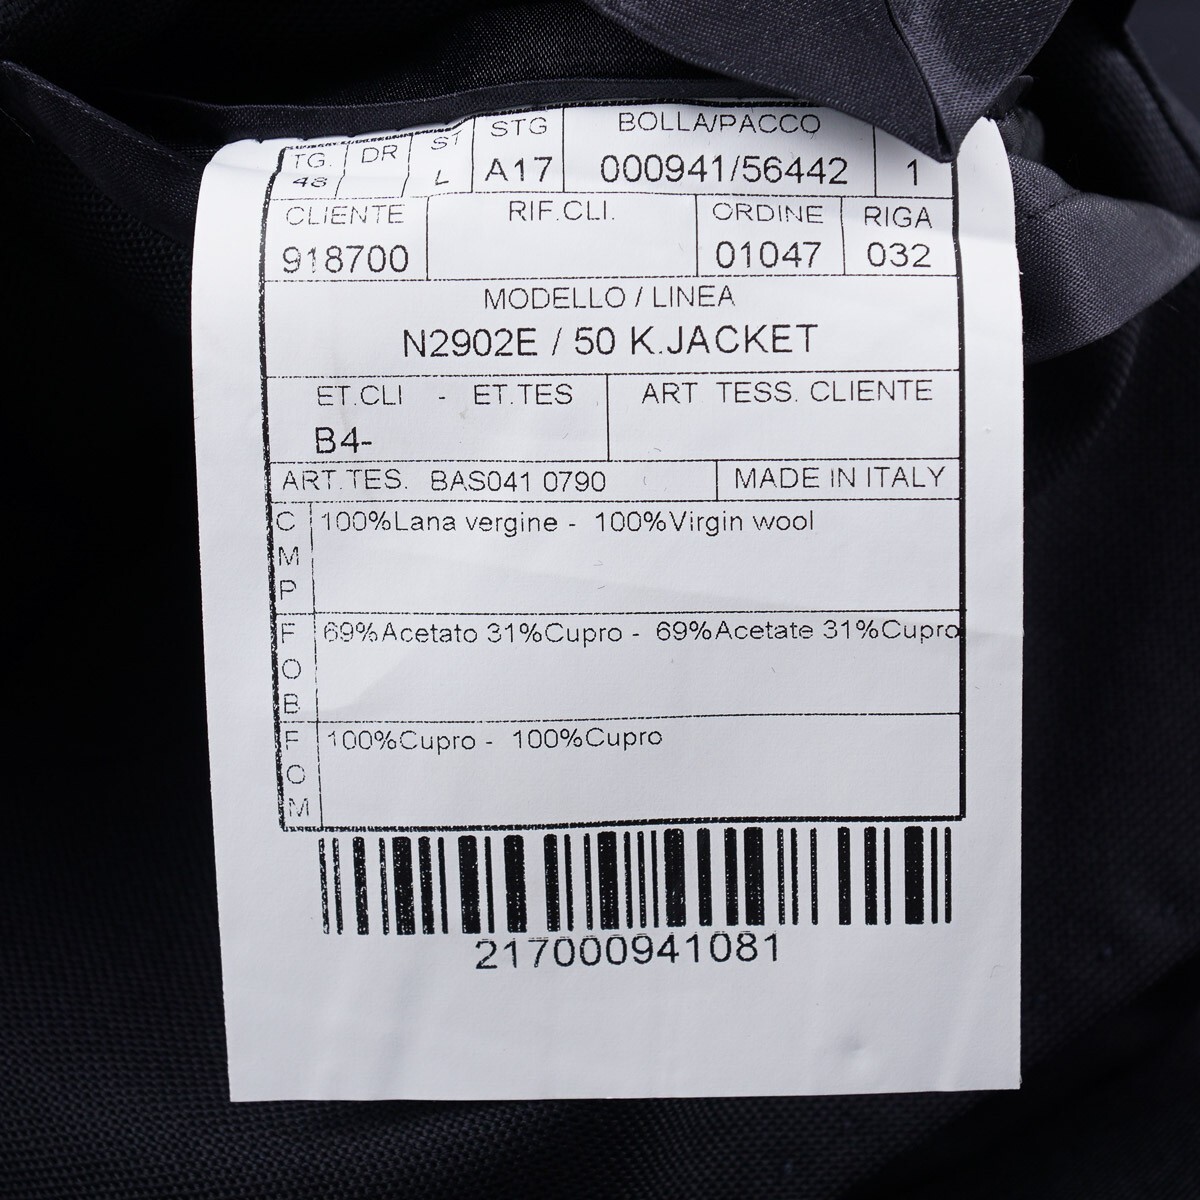 TG. DR ST STG BOLLA/PACCO
48 L A17 000941/56442 1
CLIENTE RIF.CLI. ORDINE RIGA
918700 01047 032
MODELLO / LINEA
N2902E / 50 K.JACKET
ET.CLI - ET.TES ART TESS. CLIENTE
B4-
ART.TES. BAS041 0790 MADE IN ITALY
CMP 100%Lana vergine - 100%Virgin wool
FOB 69%Acetato 31%Cupro - 69%Acetate 31%Cupro
FOM 100%Cupro - 100%Cupro
217000941081